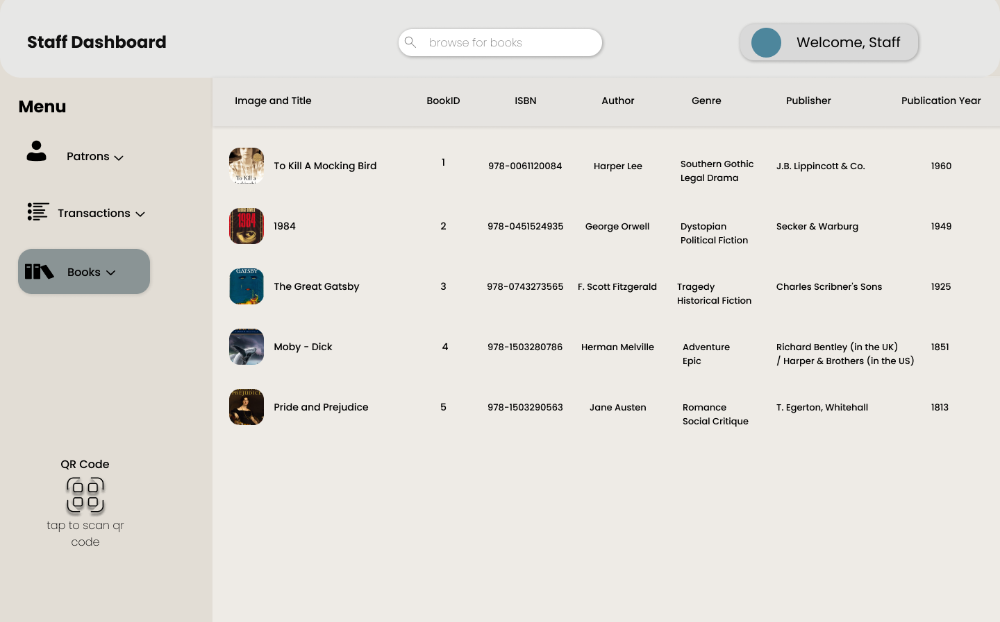 Staff Dashboard
browse for books
Welcome, Staff
Menu
Patrons
Transactions
Books
QR Code
tap to scan qr
code
Image and Title BookID ISBN Author Genre Publisher Publication Year
To Kill a
To Kill A Mocking Bird 1 978-0061120084 Harper Lee Southern Gothic J.B. Lippincott & Co. 1960
Legal Drama
1984
1984 2 978-0451524935 George Orwell Dystopian Secker & Warburg 1949
Political Fiction
GATSBY
The Great Gatsby 3 978-0743273565 F. Scott Fitzgerald Tragedy Charles Scribner's Sons 1925
Historical Fiction
Moby - Dick 4 978-1503280786 Herman Melville Adventure Richard Bentley (in the UK) 1851
Epic / Harper & Brothers (in the US)
PREJUDICE
Pride and Prejudice 5 978-1503290563 Jane Austen Romance T. Egerton, Whitehall 1813
Social Critique